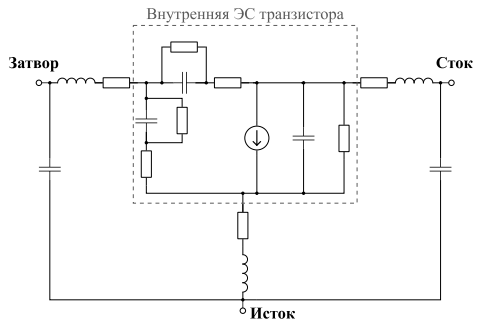 Внутренняя ЭС транзистора
Затвор
Сток
Исток